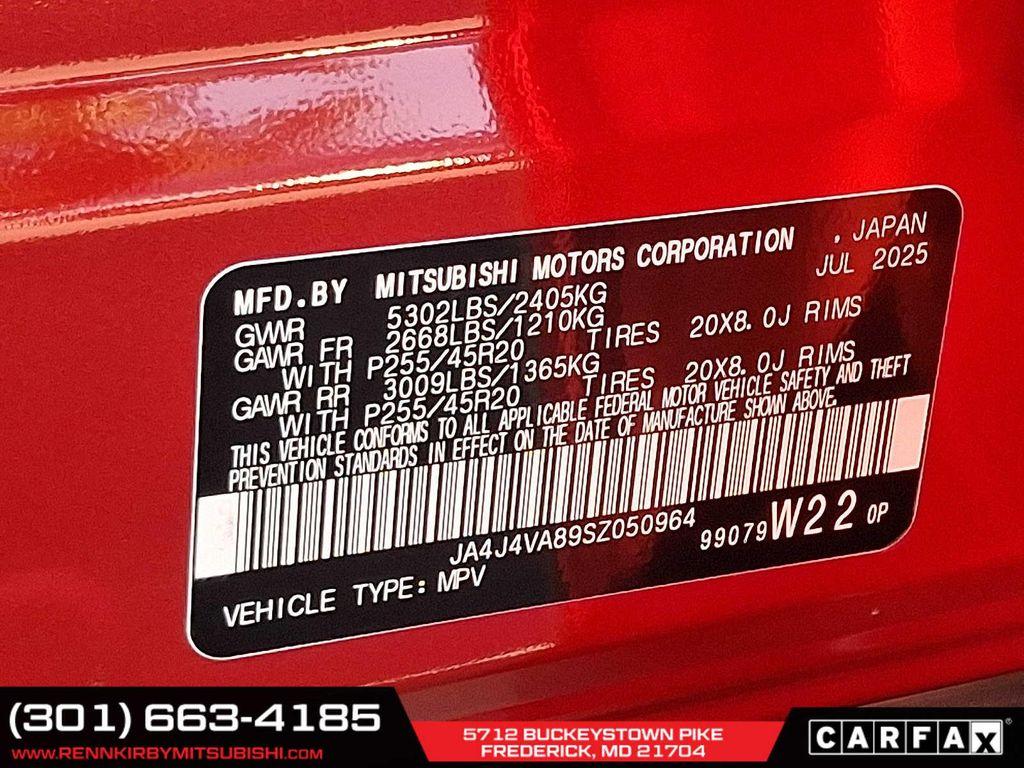 MFD.BY MITSUBISHI MOTORS CORPORATION . JAPAN
JUL 2025
GVWR 5302LBS/2405KG
GAWR FR 2668LBS/1210KG
WITH P255/45R20 TIRES 20X8.0J RIMS
GAWR RR 3009LBS/1365KG
WITH P255/45R20 TIRES 20X8.0J RIMS
THIS VEHICLE CONFORMS TO ALL APPLICABLE FEDERAL MOTOR VEHICLE SAFETY AND THEFT
PREVENTION STANDARDS IN EFFECT ON THE DATE OF MANUFACTURE SHOWN ABOVE.
JA4J4VA89SZ050964 99079 W22 OP
VEHICLE TYPE: MPV
(301) 663-4185
WWW.RENNKIRBYMITSUBISHI.COM
5712 BUCKEYSTOWN PIKE
FREDERICK, MD 21704
CARFAX